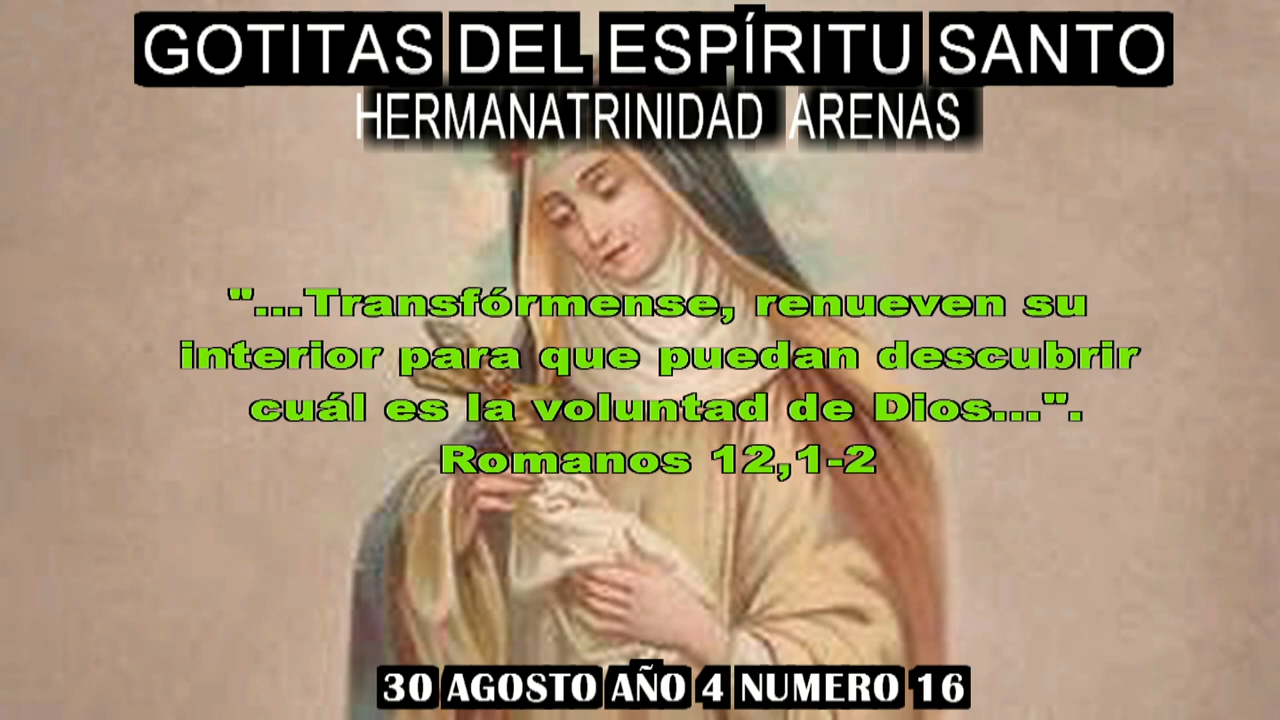 GOTITAS DEL ESPÍRITU SANTO
HERMANATRINIDAD ARENAS
"...Transfórmense, renueven su
interior para que puedan descubrir
cuál es la voluntad de Dios...".
Romanos 12,1-2
30 AGOSTO AÑO 4 NUMERO 16